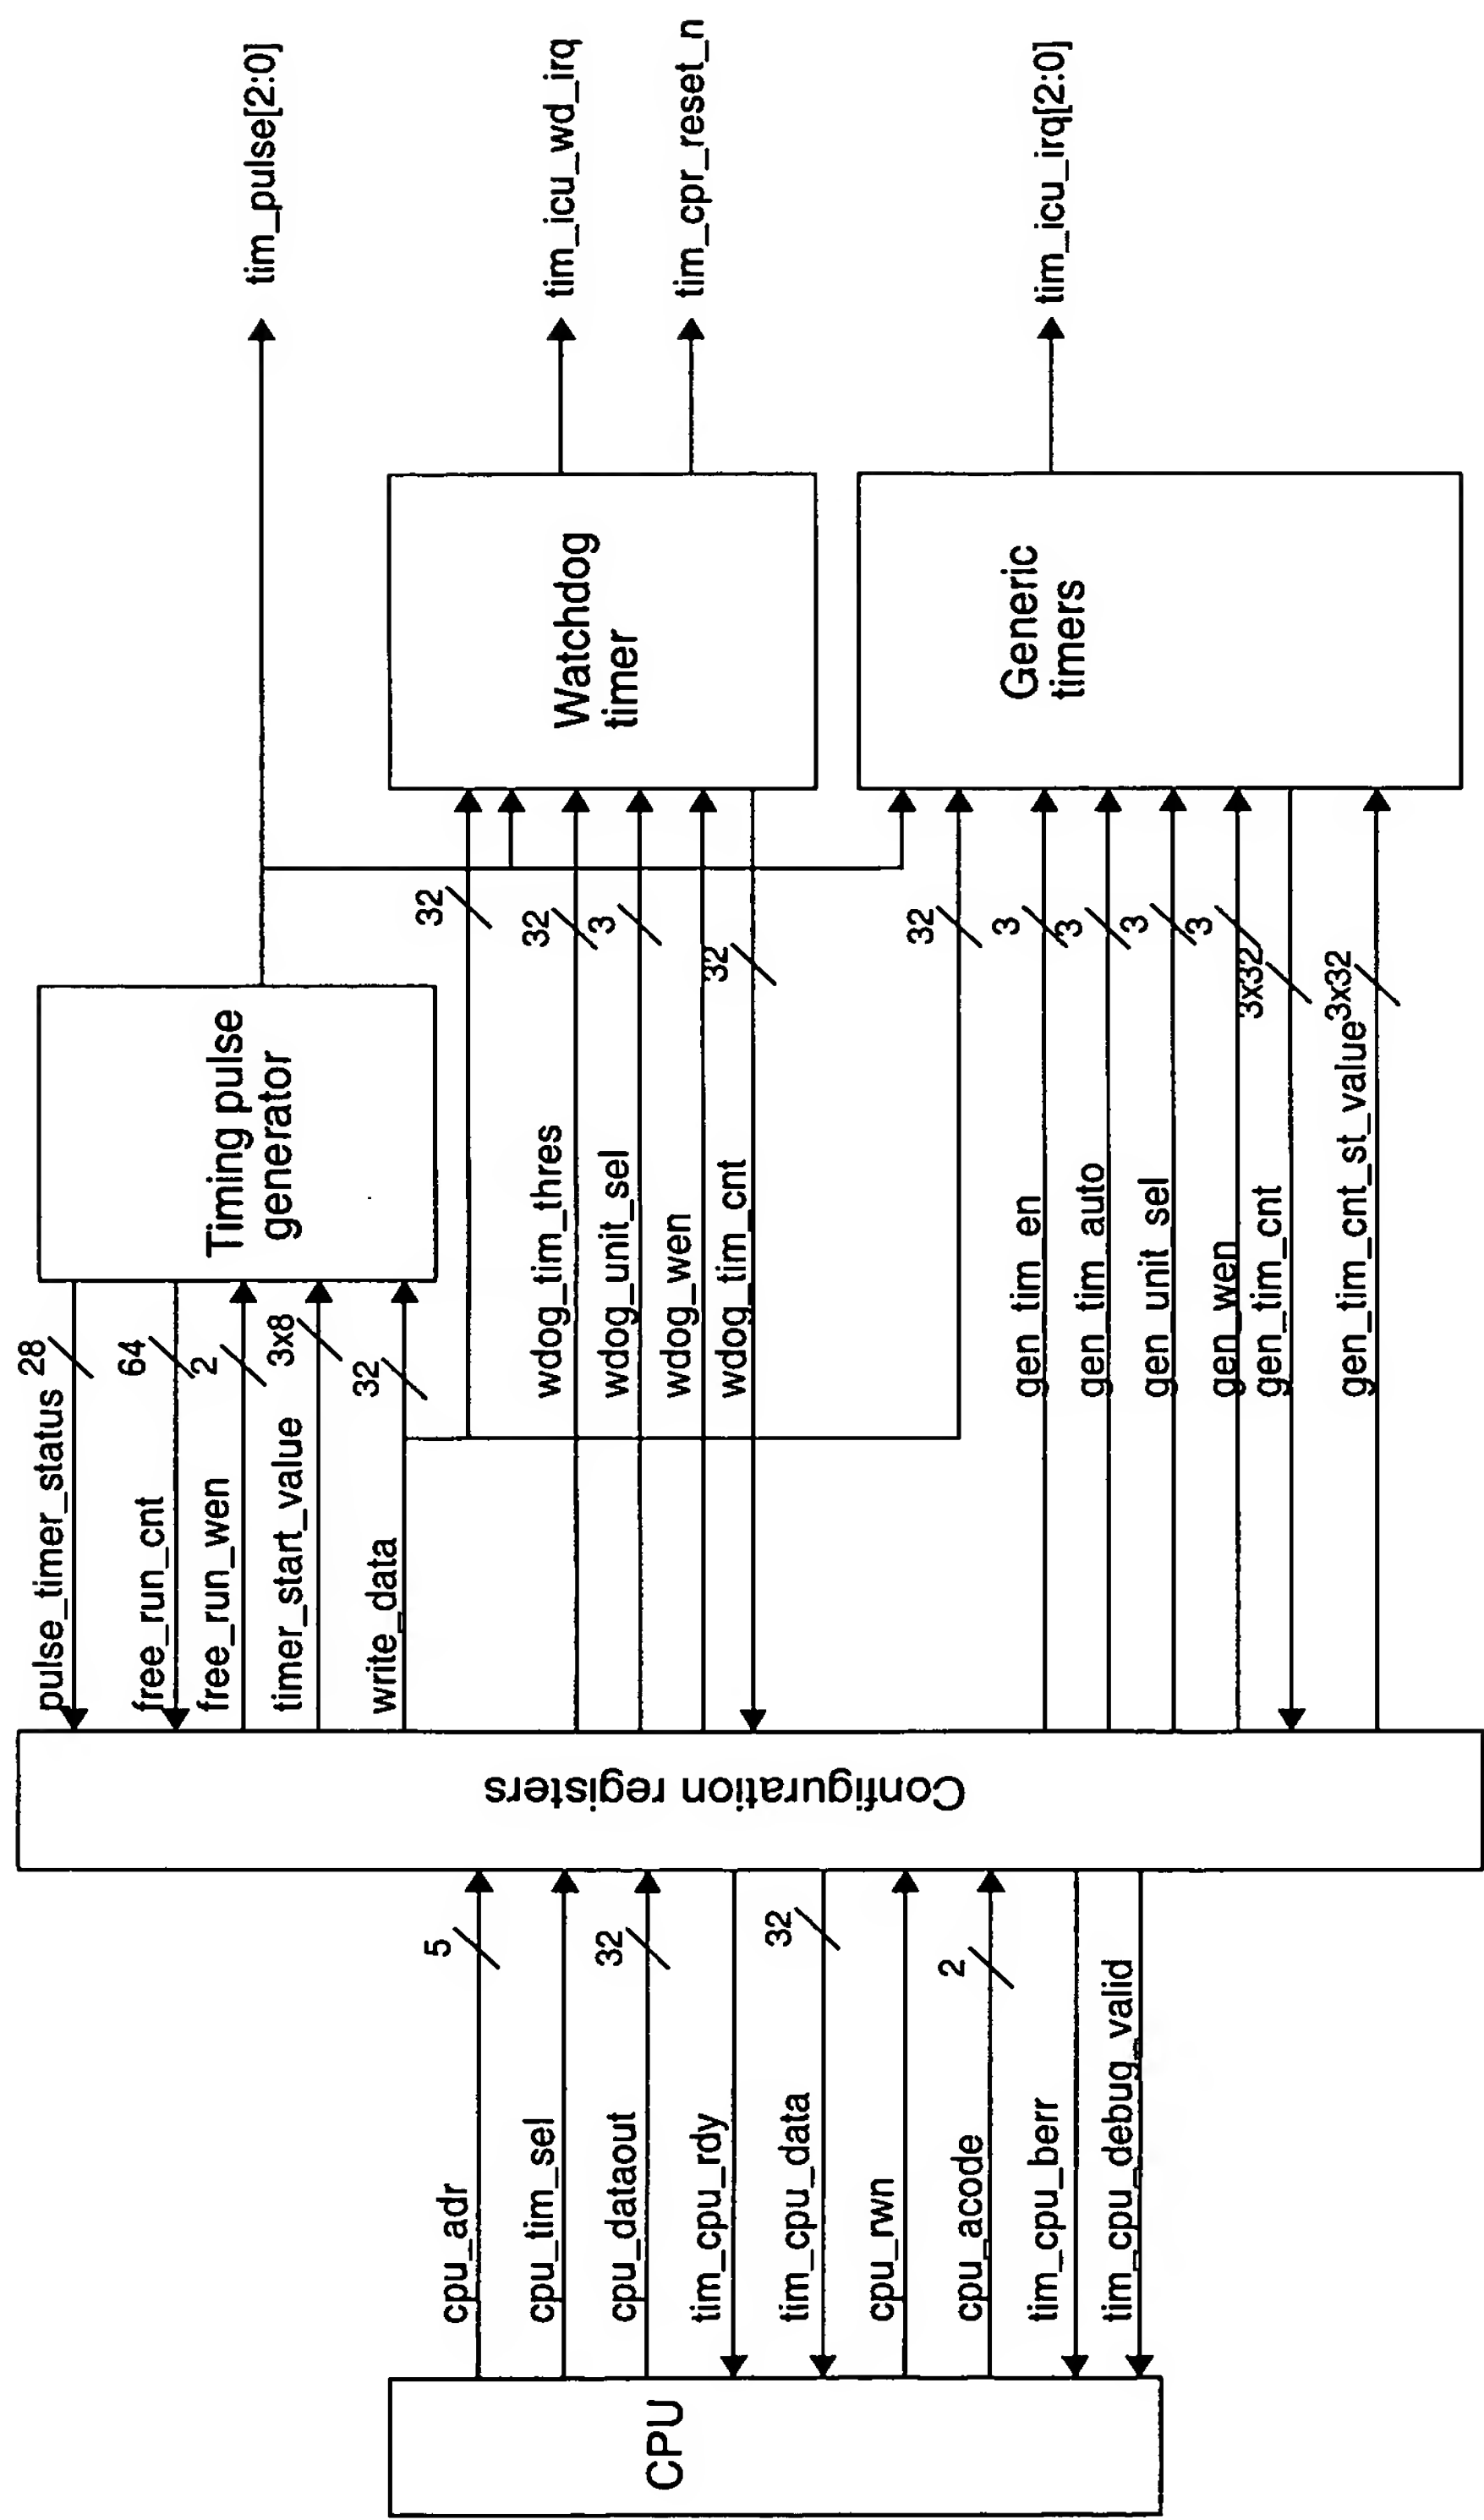 pulse_timer_status
28
free_run_cnt
64
free_run_wen
2
timer_start_value
3x8
write_data
32
Timing pulse
generator
tim_pulse[2:0]
cpu_adr
5
cpu_tim_sel
cpu_dataout
32
tim_cpu_rdy
tim_cpu_data
32
cpu_rwn
cpu_acode
2
tim_cpu_berr
tim_cpu_debug_valid
CPU
Configuration registers
32
wdog_tim_thres
32
wdog_unit_sel
3
wdog_wen
wdog_tim_cnt
32
Watchdog
timer
tim_icu_wd_irq
tim_cpr_reset_n
32
gen_tim_en
3
gen_tim_auto
3
gen_unit_sel
3
gen_wen
3
gen_tim_cnt
3x32
gen_tim_cnt_st_value
3x32
Generic
timers
tim_icu_irq[2:0]